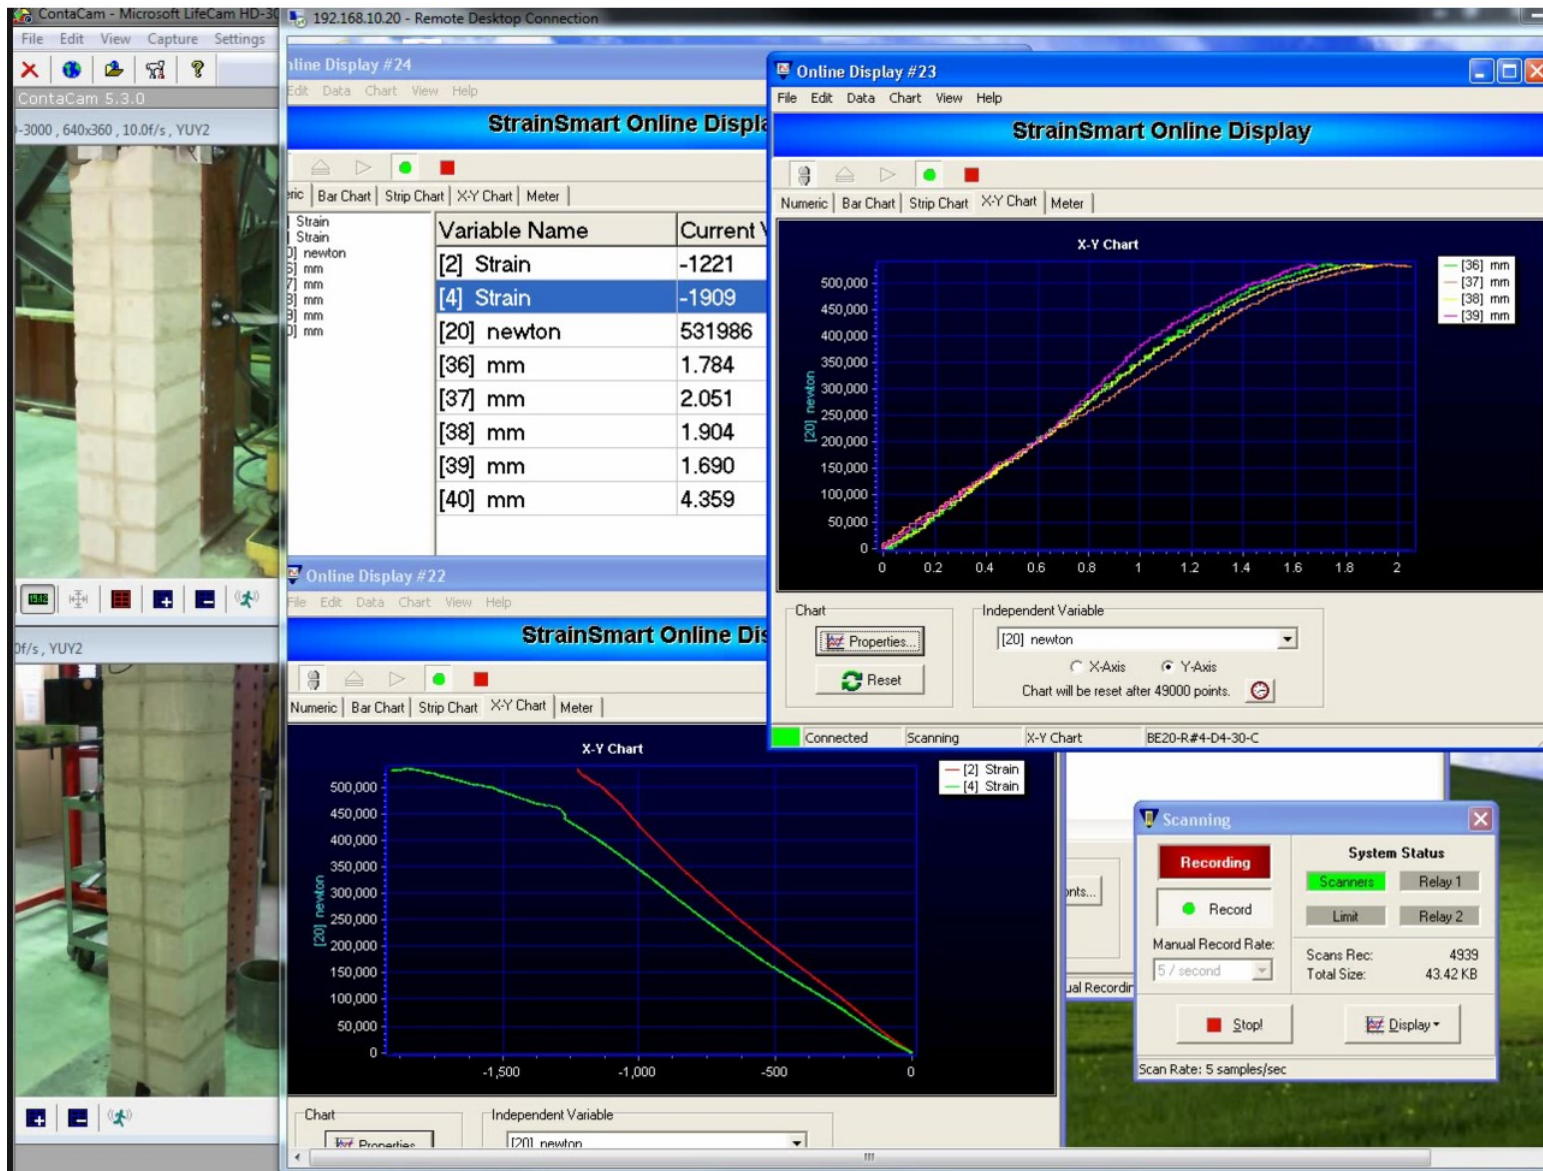 ContaCam - Microsoft LifeCam HD-30
File Edit View Capture Settings
ContaCam 5.3.0
-3000 , 640x360 , 10.0f/s , YUY2
0f/s , YUY2
192.168.10.20 - Remote Desktop Connection
nline Display #24
Edit Data Chart View Help
StrainSmart Online Displa
ric Bar Chart Strip Chart X-Y Chart Meter
] Strain
] Strain
0] newton
6] mm
7] mm
8] mm
9] mm
0] mm
Variable Name Current V
[2] Strain -1221
[4] Strain -1909
[20] newton 531986
[36] mm 1.784
[37] mm 2.051
[38] mm 1.904
[39] mm 1.690
[40] mm 4.359
Online Display #23
File Edit Data Chart View Help
StrainSmart Online Display
Numeric Bar Chart Strip Chart X-Y Chart Meter
X-Y Chart
[36] mm
[37] mm
[38] mm
[39] mm
500,000
450,000
400,000
350,000
300,000
250,000
200,000
150,000
100,000
50,000
0
[20] newton
0 0.2 0.4 0.6 0.8 1 1.2 1.4 1.6 1.8 2
Chart
Properties...
Reset
Independent Variable
[20] newton
X-Axis Y-Axis
Chart will be reset after 49000 points.
Connected Scanning X-Y Chart BE20-R#4-D4-30-C
Online Display #22
File Edit Data Chart View Help
StrainSmart Online Dis
Numeric Bar Chart Strip Chart X-Y Chart Meter
X-Y Chart
[2] Strain
[4] Strain
500,000
450,000
400,000
350,000
300,000
250,000
200,000
150,000
100,000
50,000
0
[20] newton
-1,500 -1,000 -500 0
Chart
Properties
Independent Variable
[20] newton
nts...
ual Recordin
Scanning
Recording
Record
Manual Record Rate:
5 / second
Stop!
System Status
Scanners Relay 1
Limit Relay 2
Scans Rec: 4939
Total Size: 43.42 KB
Display
Scan Rate: 5 samples/sec